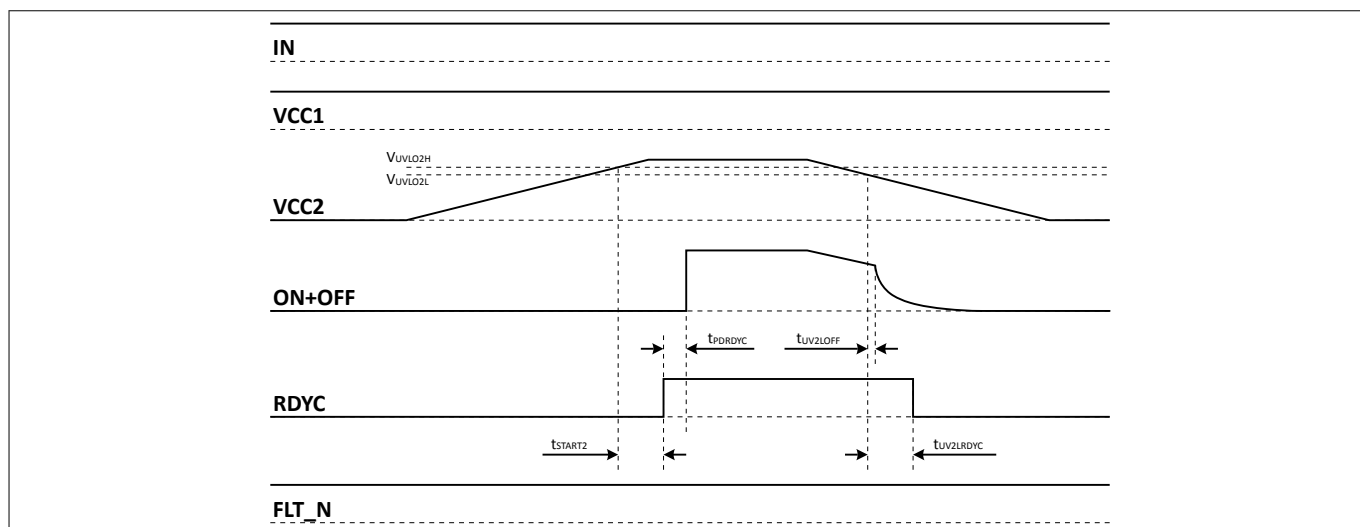 IN
VCC1
VUVLO2H
VUVLO2L
VCC2
ON+OFF
tPDRDYC
tUV2LOFF
RDYC
tSTART2
tUV2LRDYC
FLT_N